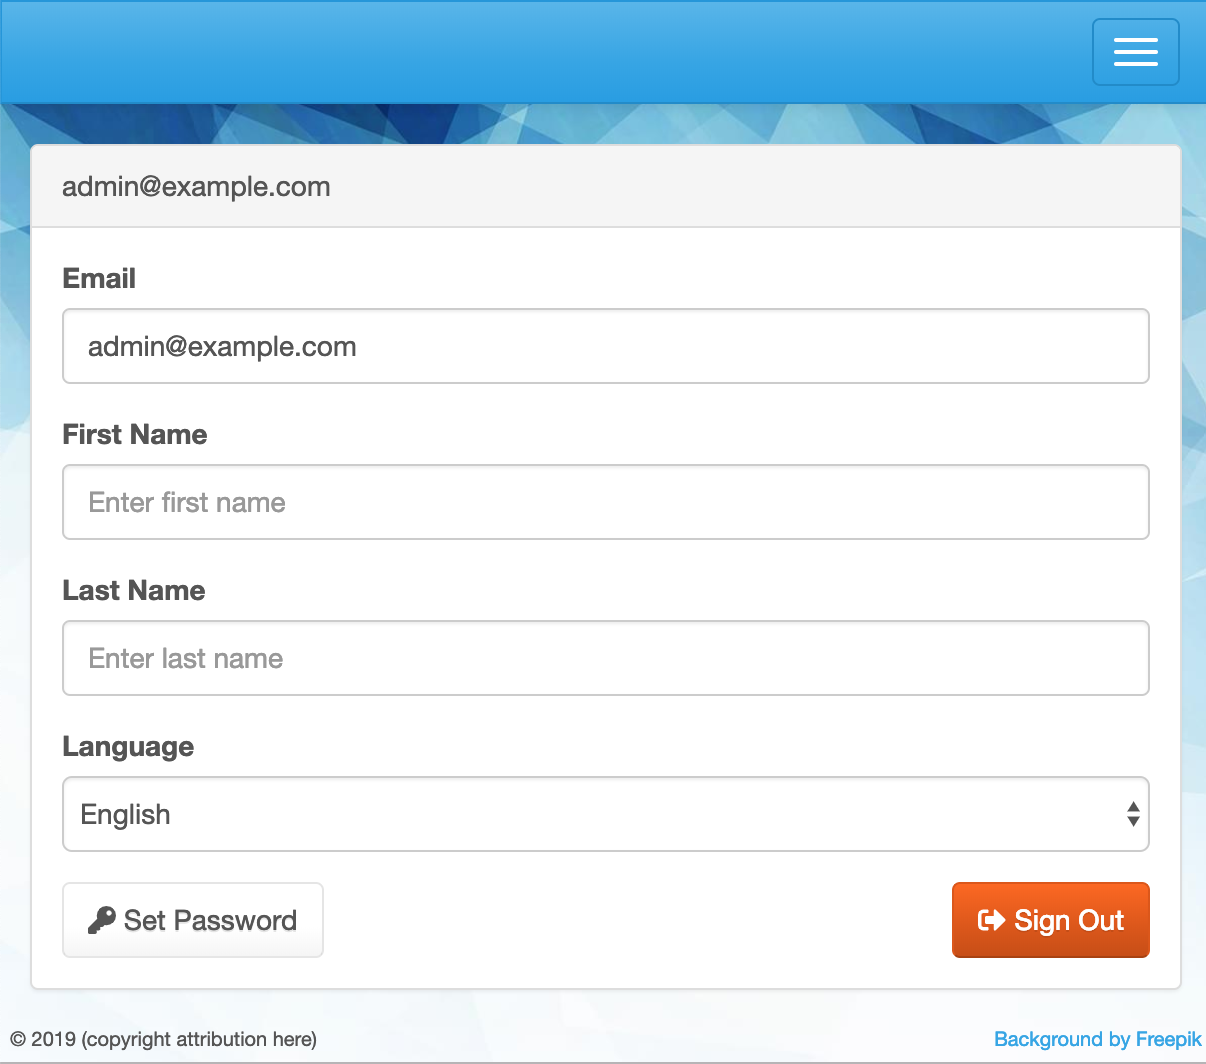 admin@example.com
Email
admin@example.com
First Name
Enter first name
Last Name
Enter last name
Language
English
Set Password
Sign Out
© 2019 (copyright attribution here)
Background by Freepik